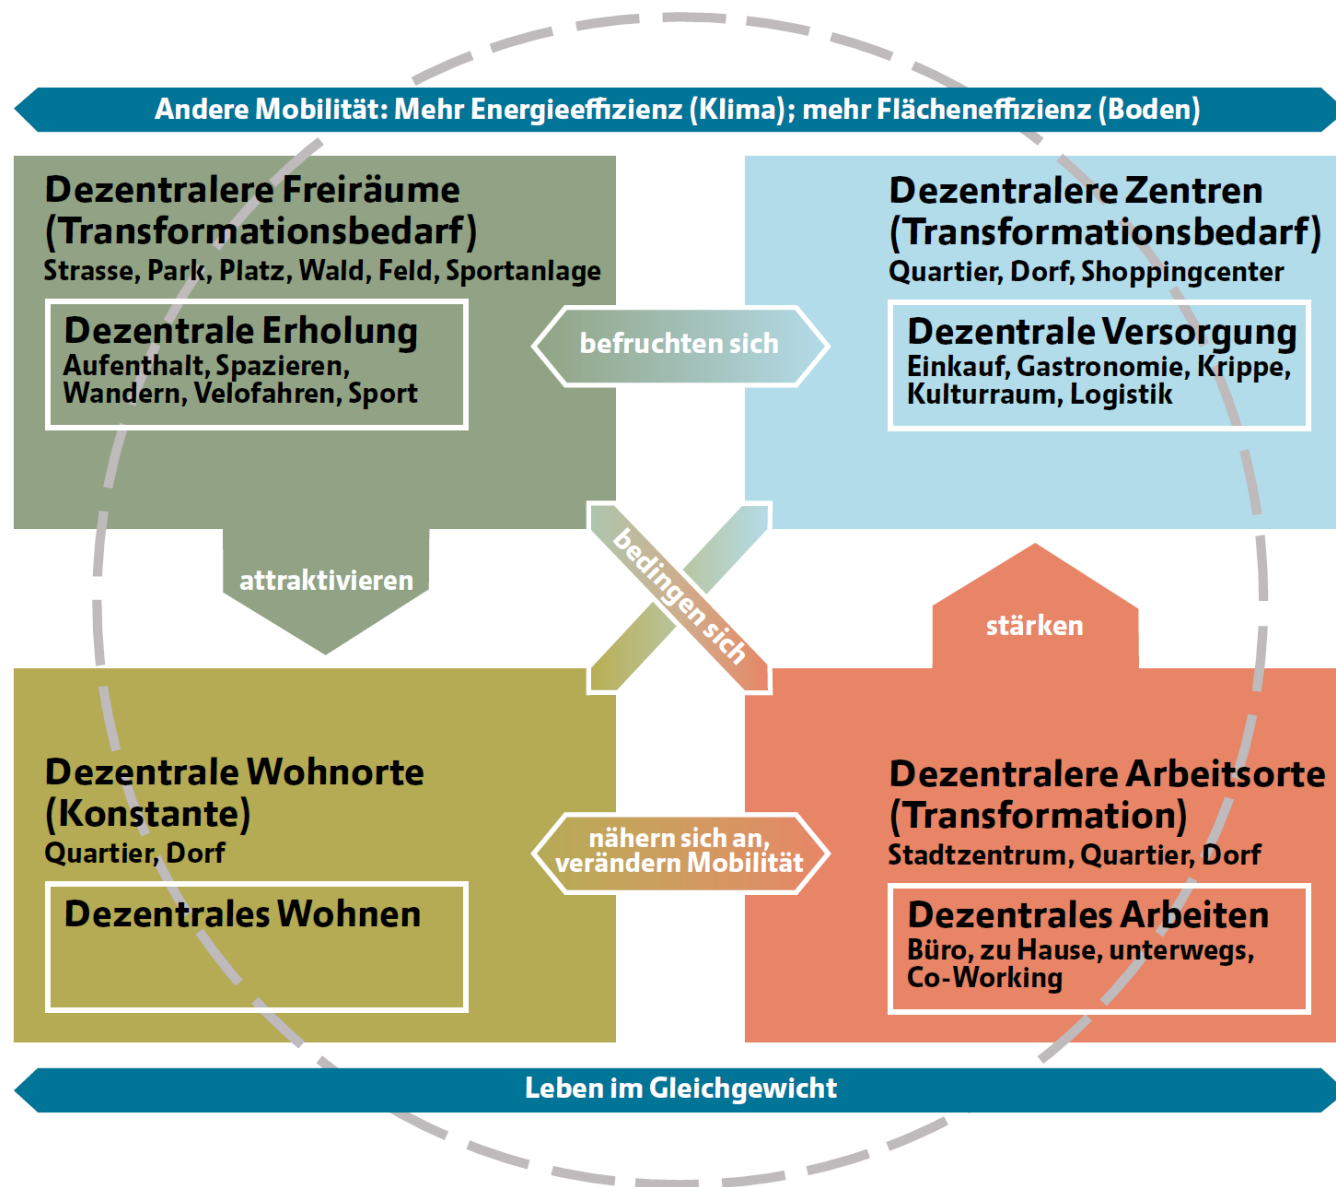 Andere Mobilität: Mehr Energieeffizienz (Klima); mehr Flächeneffizienz (Boden)
Dezentralere Freiräume
(Transformationsbedarf)
Strasse, Park, Platz, Wald, Feld, Sportanlage
Dezentrale Erholung
Aufenthalt, Spazieren,
Wandern, Velofahren, Sport
befruchten sich
Dezentralere Zentren
(Transformationsbedarf)
Quartier, Dorf, Shoppingcenter
Dezentrale Versorgung
Einkauf, Gastronomie, Krippe,
Kulturraum, Logistik
attraktivieren
bedingen sich
stärken
Dezentrale Wohnorte
(Konstante)
Quartier, Dorf
Dezentrales Wohnen
nähern sich an,
verändern Mobilität
Dezentralere Arbeitsorte
(Transformation)
Stadtzentrum, Quartier, Dorf
Dezentrales Arbeiten
Büro, zu Hause, unterwegs,
Co-Working
Leben im Gleichgewicht